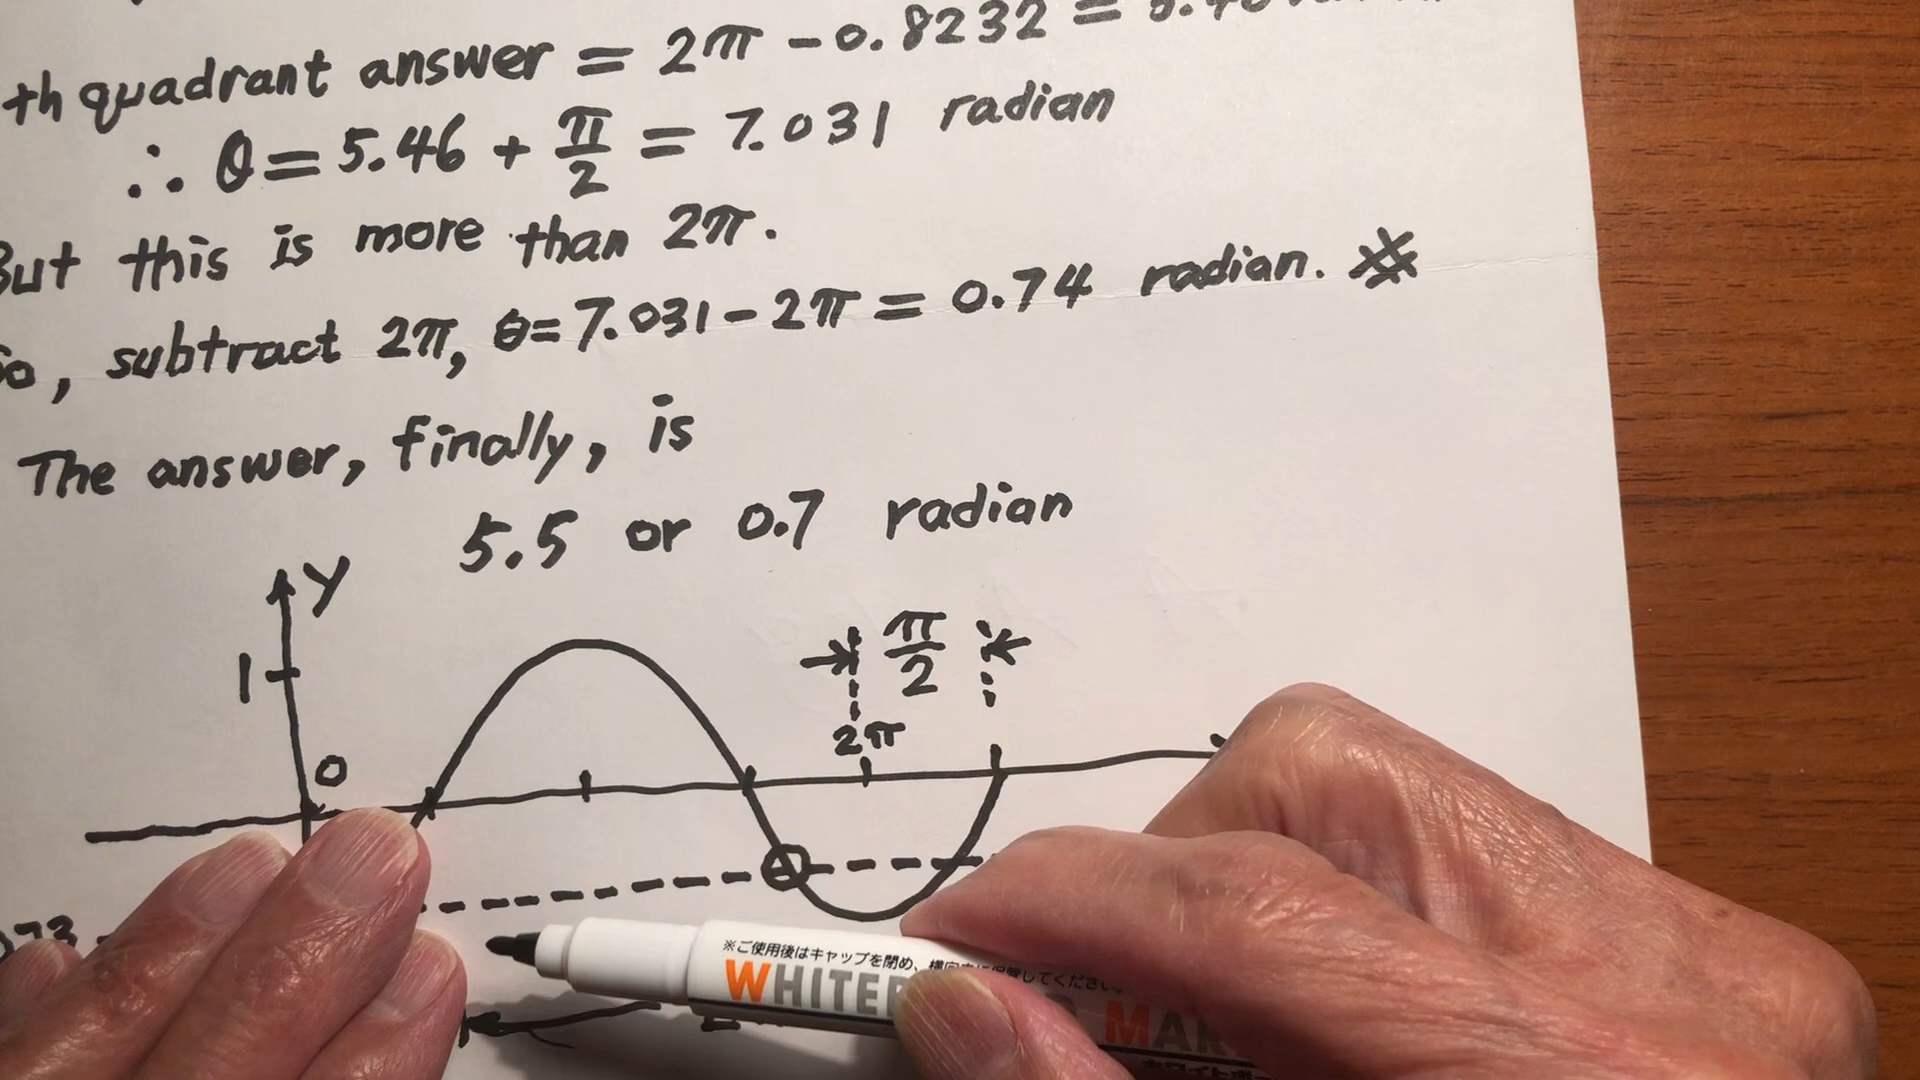 th quadrant answer = 2π - 0.8232 =
∴ θ = 5.46 + π/2 = 7.031 radian
But this is more than 2π.
So, subtract 2π, θ = 7.031 - 2π = 0.74 radian. ※
The answer, finally, is
5.5 or 0.7 radian
y
π/2
1
2π
0
※ご使用後はキャップを閉め、
WHITE
MAR